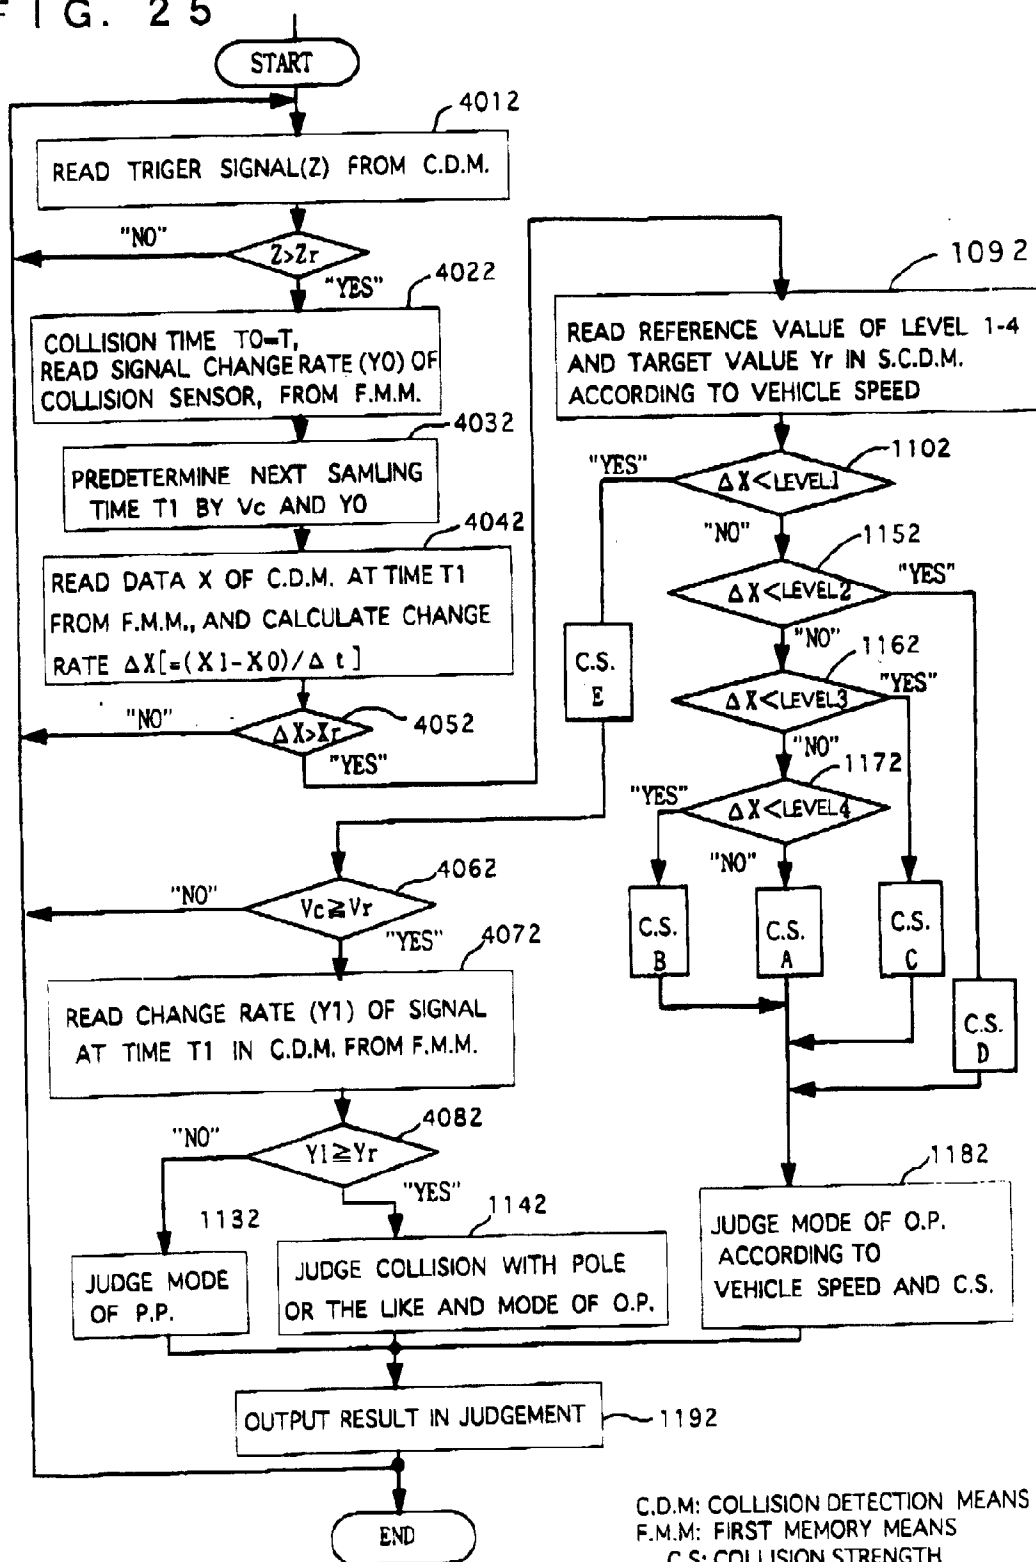 FIG. 25
START
4012
READ TRIGER SIGNAL(Z) FROM C.D.M.
"NO"
Z>Zr
"YES"
4022
COLLISION TIME TO=T,
READ SIGNAL CHANGE RATE (YO) OF
COLLISION SENSOR, FROM F.M.M.
4032
PREDETERMINE NEXT SAMLING
TIME T1 BY Vc AND YO
4042
READ DATA X OF C.D.M. AT TIME T1
FROM F.M.M., AND CALCULATE CHANGE
RATE ΔX[=(X1-X0)/Δt]
"NO"
ΔX>Xr
4052
"YES"
1092
READ REFERENCE VALUE OF LEVEL 1-4
AND TARGET VALUE Yr IN S.C.D.M.
ACCORDING TO VEHICLE SPEED
"YES"
1102
ΔX<LEVEL1
"NO"
1152
ΔX<LEVEL2
"YES"
"NO"
C.S.
E
1162
ΔX<LEVEL3
"YES"
"NO"
1172
"YES"
ΔX<LEVEL4
"NO"
C.S.
B
C.S.
A
C.S.
C
C.S.
D
4062
"NO"
Vc≧Vr
"YES"
4072
READ CHANGE RATE (Y1) OF SIGNAL
AT TIME T1 IN C.D.M. FROM F.M.M.
4082
"NO"
Y1≧Yr
"YES"
1132
JUDGE MODE
OF P.P.
1142
JUDGE COLLISION WITH POLE
OR THE LIKE AND MODE OF O.P.
1182
JUDGE MODE OF O.P.
ACCORDING TO
VEHICLE SPEED AND C.S.
OUTPUT RESULT IN JUDGEMENT
1192
END
C.D.M: COLLISION DETECTION MEANS
F.M.M: FIRST MEMORY MEANS
C.S: COLLISION STRENGTH